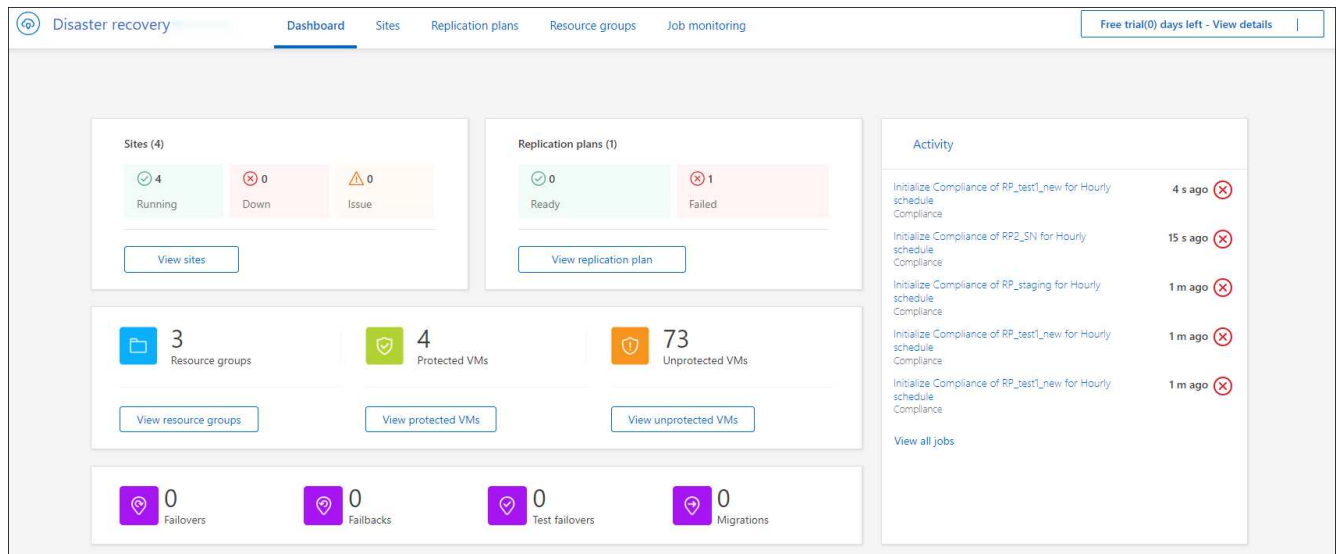 Disaster recovery
Dashboard
Sites
Replication plans
Resource groups
Job monitoring
Free trial(0) days left - View details
Sites (4)
4
Running
0
Down
0
Issue
View sites
Replication plans (1)
0
Ready
1
Failed
View replication plan
3
Resource groups
View resource groups
4
Protected VMs
View protected VMs
73
Unprotected VMs
View unprotected VMs
0
Failovers
0
Failbacks
0
Test failovers
0
Migrations
Activity
Initialize Compliance of RP_test1_new for Hourly
schedule
Compliance
4 s ago
Initialize Compliance of RP2_SN for Hourly
schedule
Compliance
15 s ago
Initialize Compliance of RP_staging for Hourly
schedule
Compliance
1 m ago
Initialize Compliance of RP_test1_new for Hourly
schedule
Compliance
1 m ago
Initialize Compliance of RP_test1_new for Hourly
schedule
Compliance
1 m ago
View all jobs